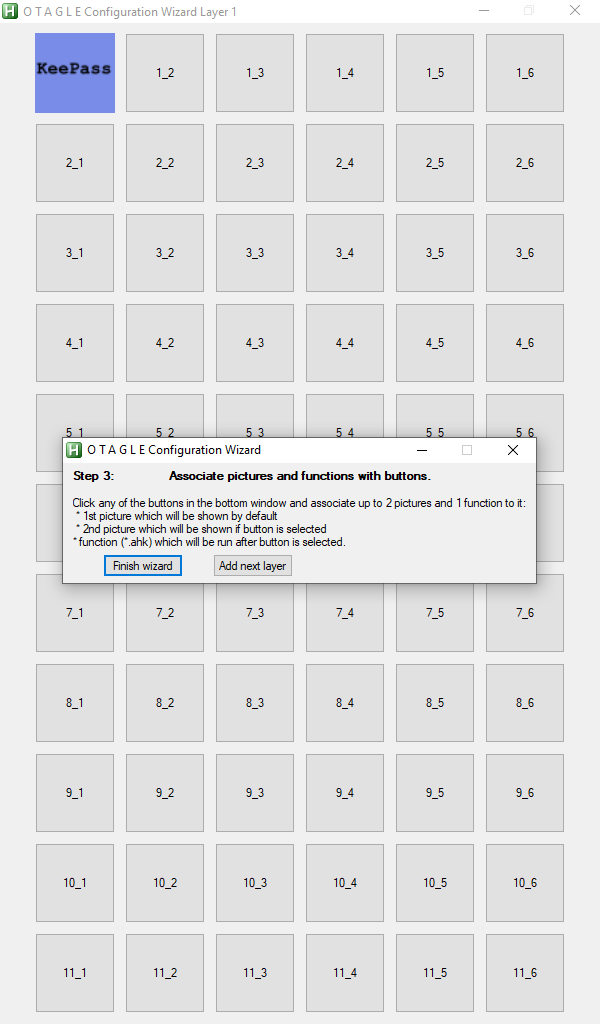 O T A G L E Configuration Wizard Layer 1
KeePass 1_2 1_3 1_4 1_5 1_6
2_1 2_2 2_3 2_4 2_5 2_6
3_1 3_2 3_3 3_4 3_5 3_6
4_1 4_2 4_3 4_4 4_5 4_6
5_1 5_2 5_3 5_4 5_5 5_6
O T A G L E Configuration Wizard
Step 3: Associate pictures and functions with buttons.
Click any of the buttons in the bottom window and associate up to 2 pictures and 1 function to it:
* 1st picture which will be shown by default
* 2nd picture which will be shown if button is selected
* function (*.ahk) which will be run after button is selected.
Finish wizard Add next layer
7_1 7_2 7_3 7_4 7_5 7_6
8_1 8_2 8_3 8_4 8_5 8_6
9_1 9_2 9_3 9_4 9_5 9_6
10_1 10_2 10_3 10_4 10_5 10_6
11_1 11_2 11_3 11_4 11_5 11_6